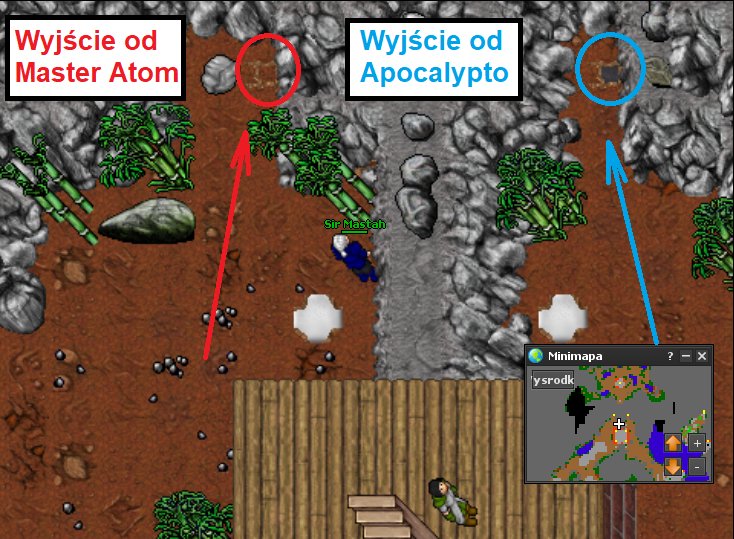 Wyjście od
Master Atom
Wyjście od
Apocalypto
Sir Mastah
Minimapa ? – ×
ysrodk
+
-